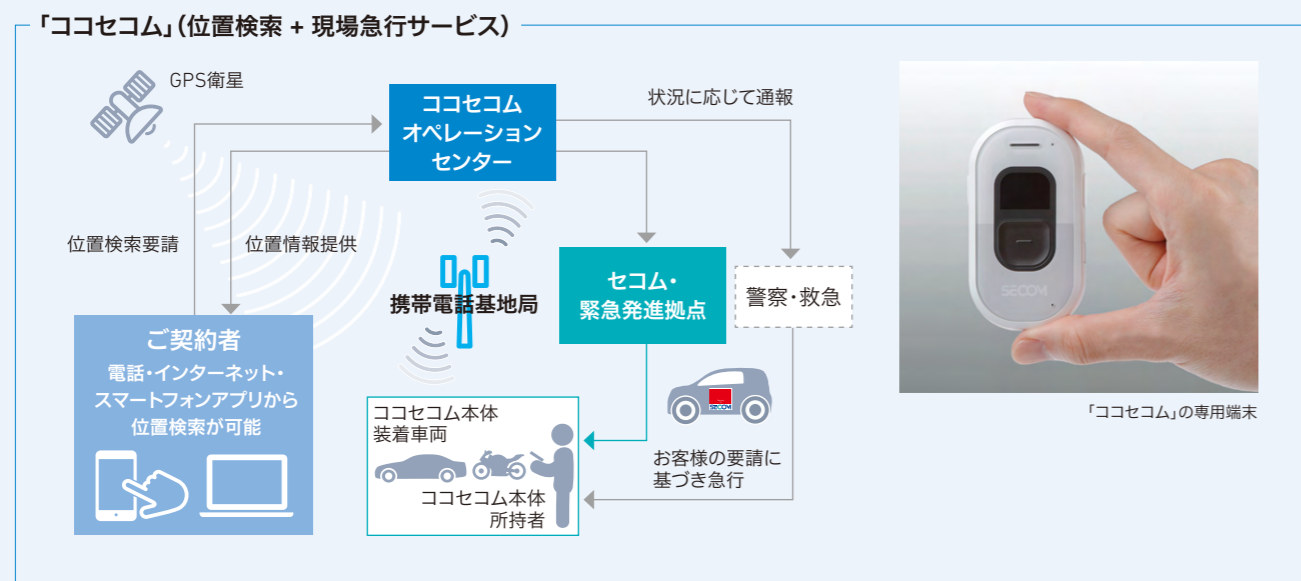 「ココセコム」(位置検索 + 現場急行サービス)
GPS衛星
ココセコム
オペレーション
センター
状況に応じて通報
位置検索要請
位置情報提供
携帯電話基地局
セコム・
緊急発進拠点
警察・救急
ご契約者
電話・インターネット・
スマートフォンアプリから
位置検索が可能
ココセコム本体
装着車両
ココセコム本体
所持者
SECOM
お客様の要請に
基づき急行
SECOM
「ココセコム」の専用端末